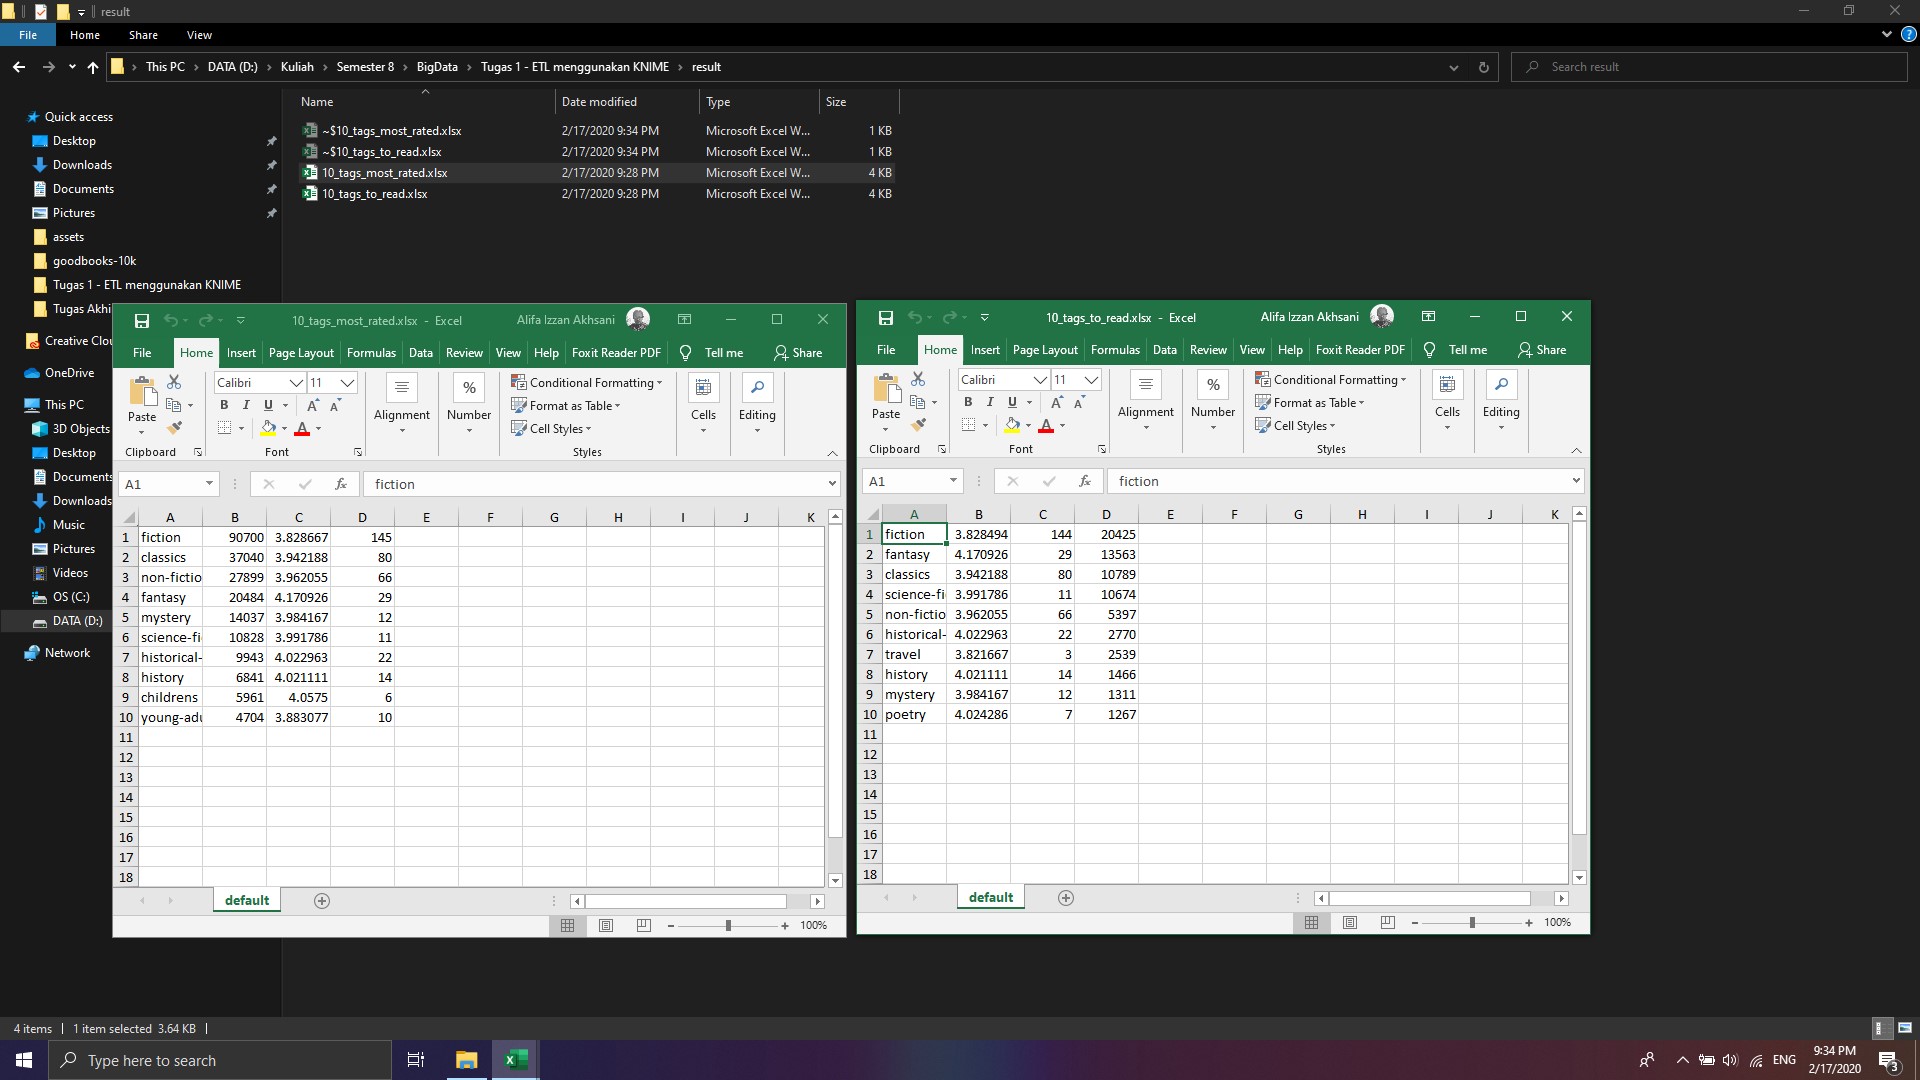 result
File Home Share View
This PC > DATA (D:) > Kuliah > Semester 8 > BigData > Tugas 1 - ETL menggunakan KNIME > result
Search result
Name Date modified Type Size
~$10_tags_most_rated.xlsx 2/17/2020 9:34 PM Microsoft Excel W... 1 KB
~$10_tags_to_read.xlsx 2/17/2020 9:34 PM Microsoft Excel W... 1 KB
10_tags_most_rated.xlsx 2/17/2020 9:28 PM Microsoft Excel W... 4 KB
10_tags_to_read.xlsx 2/17/2020 9:28 PM Microsoft Excel W... 4 KB
Quick access
Desktop
Downloads
Documents
Pictures
assets
goodbooks-10k
Tugas 1 - ETL menggunakan KNIME
Tugas Akhi
Creative Clou
OneDrive
This PC
3D Objects
Desktop
Documents
Downloads
Music
Pictures
Videos
OS (C:)
DATA (D:)
Network
10_tags_most_rated.xlsx - Excel Alifa Izzan Akhsani
File Home Insert Page Layout Formulas Data Review View Help Foxit Reader PDF Tell me Share
Calibri 11 % Conditional Formatting
Paste B I U A A Alignment Number Format as Table Cells Editing
A Cell Styles
Clipboard Font Styles
A1 fx fiction
A B C D E F G H I J K
1 fiction 90700 3.828667 145
2 classics 37040 3.942188 80
3 non-fictio 27899 3.962055 66
4 fantasy 20484 4.170926 29
5 mystery 14037 3.984167 12
6 science-fi 10828 3.991786 11
7 historical- 9943 4.022963 22
8 history 6841 4.021111 14
9 childrens 5961 4.0575 6
10 young-adu 4704 3.883077 10
11
12
13
14
15
16
17
18
default
100%
10_tags_to_read.xlsx - Excel Alifa Izzan Akhsani
File Home Insert Page Layout Formulas Data Review View Help Foxit Reader PDF Tell me Share
Calibri 11 % Conditional Formatting
Paste B I U A A Alignment Number Format as Table Cells Editing
A Cell Styles
Clipboard Font Styles
A1 fx fiction
A B C D E F G H I J K
1 fiction 3.828494 144 20425
2 fantasy 4.170926 29 13563
3 classics 3.942188 80 10789
4 science-fi 3.991786 11 10674
5 non-fictio 3.962055 66 5397
6 historical- 4.022963 22 2770
7 travel 3.821667 3 2539
8 history 4.021111 14 1466
9 mystery 3.984167 12 1311
10 poetry 4.024286 7 1267
11
12
13
14
15
16
17
18
default
100%
4 items 1 item selected 3.64 KB
Type here to search
ENG
9:34 PM
2/17/2020
3